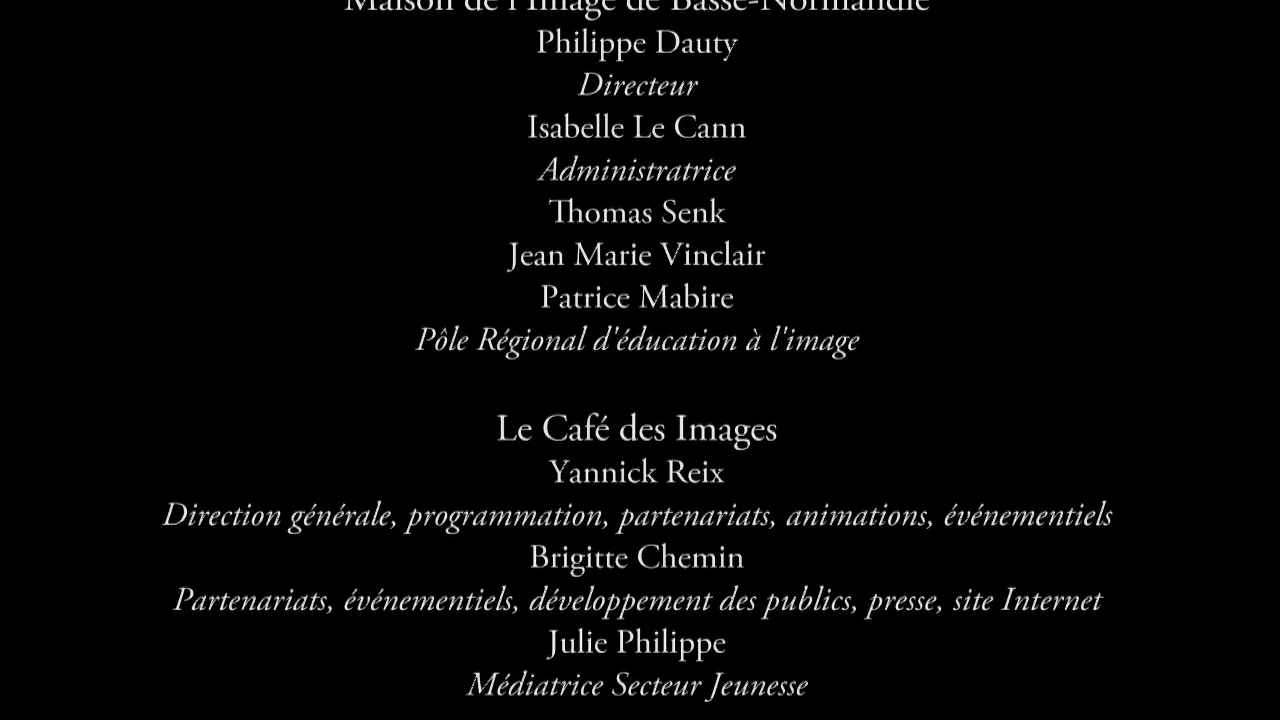 Maison de l'Image de Basse-Normandie
Philippe Dauty
Directeur
Isabelle Le Cann
Administratrice
Thomas Senk
Jean Marie Vinclair
Patrice Mabire
Pôle Régional d'éducation à l'image
Le Café des Images
Yannick Reix
Direction générale, programmation, partenariats, animations, événementiels
Brigitte Chemin
Partenariats, événementiels, développement des publics, presse, site Internet
Julie Philippe
Médiatrice Secteur Jeunesse